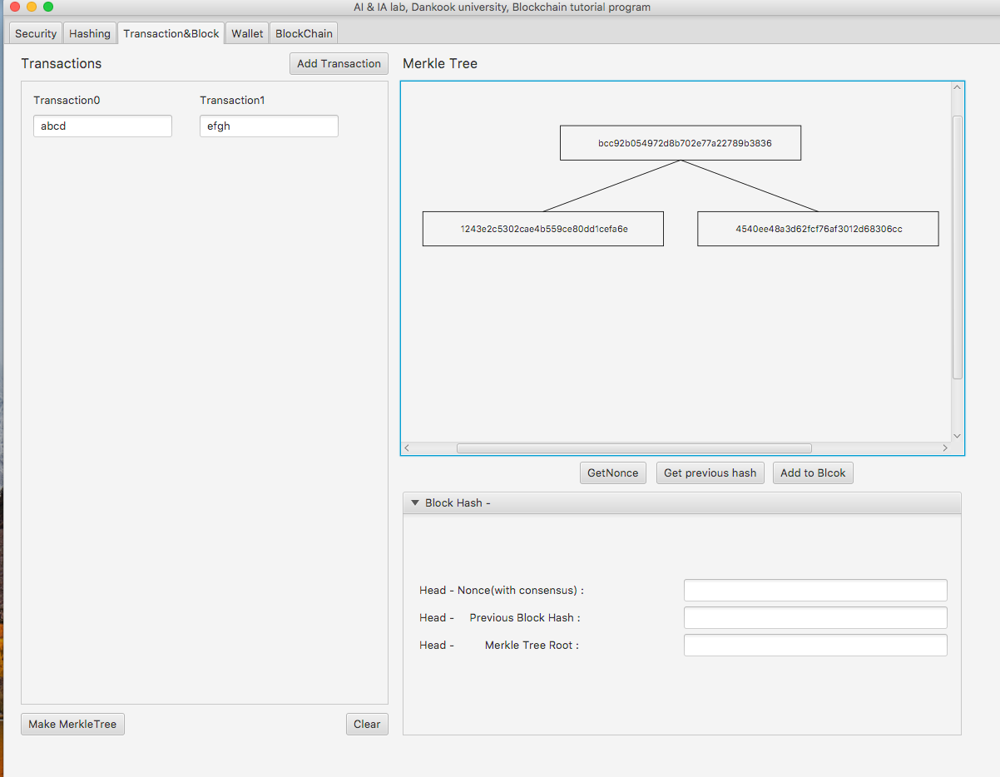 AI & IA lab, Dankook university, Blockchain tutorial program
Security Hashing Transaction&Block Wallet BlockChain
Transactions
Add Transaction
Transaction0 Transaction1
abcd efgh
Make MerkleTree
Clear
Merkle Tree
bcc92b054972d8b702e77a22789b3836
1243e2c5302cae4b559ce80dd1cefa6e
4540ee48a3d62fcf76af3012d68306cc
GetNonce Get previous hash Add to Blcok
Block Hash -
Head - Nonce(with consensus) :
Head - Previous Block Hash :
Head - Merkle Tree Root :